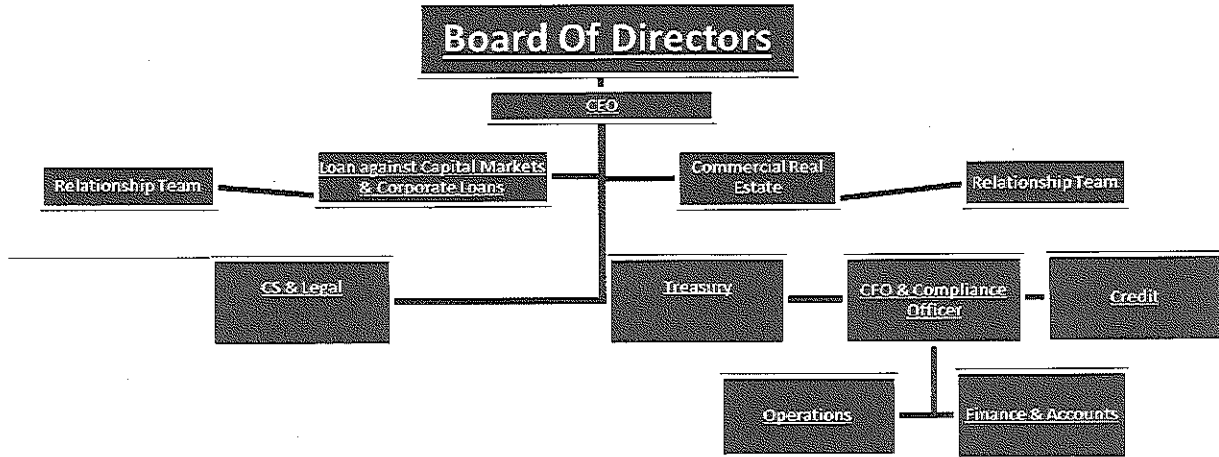 Board Of Directors
CEO
Relationship Team
Loan against Capital Markets
& Corporate Loans
Commercial Real
Estate
Relationship Team
CS & Legal
Treasury
CFO & Compliance
Officer
Credit
Operations
Finance & Accounts